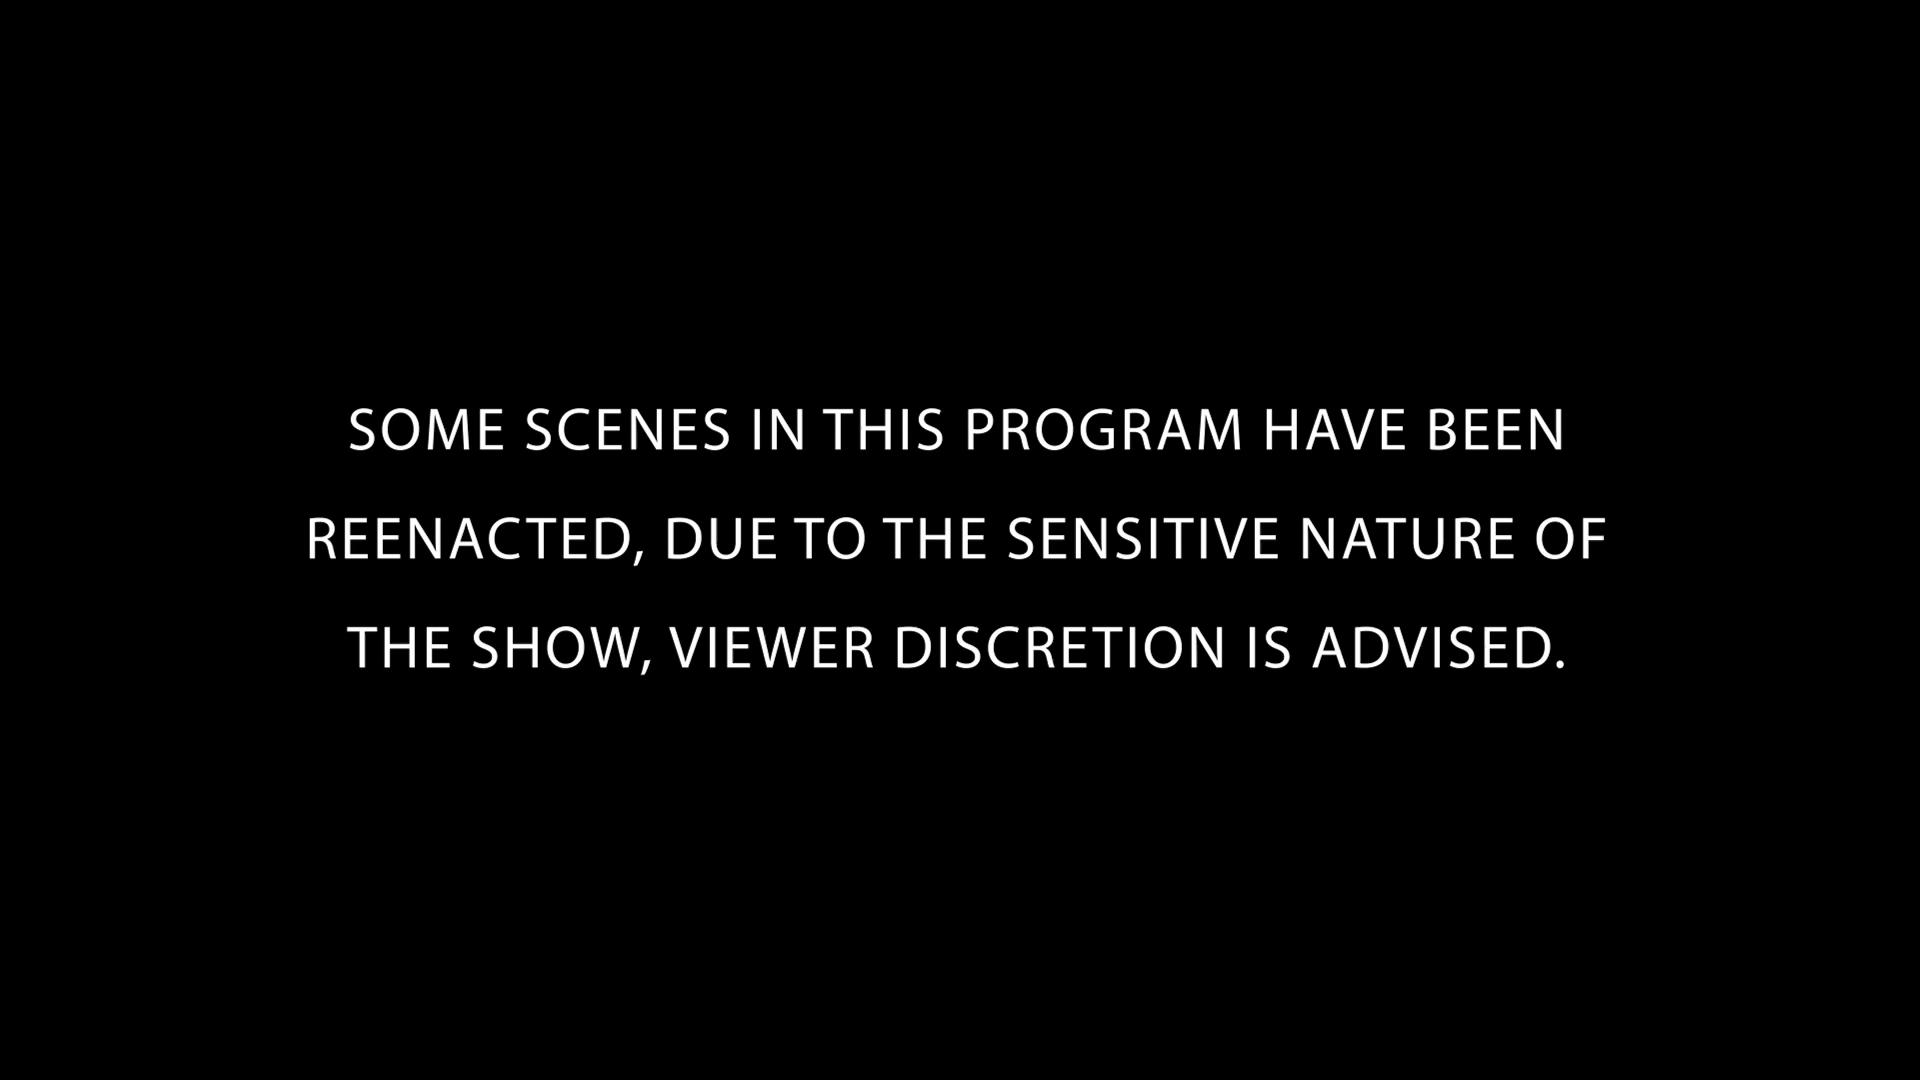 SOME SCENES IN THIS PROGRAM HAVE BEEN
REENACTED, DUE TO THE SENSITIVE NATURE OF
THE SHOW, VIEWER DISCRETION IS ADVISED.